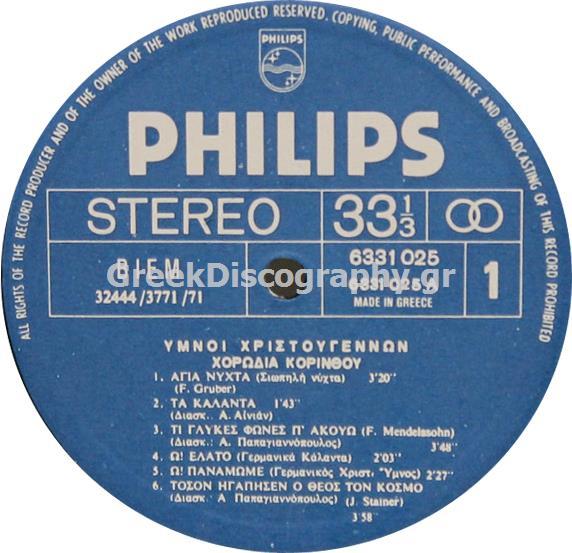 ALL RIGHTS OF THE RECORD PRODUCER AND OF THE OWNER OF THE WORK REPRODUCED RESERVED. COPYING, PUBLIC PERFORMANCE AND BROADCASTING OF THIS RECORD PROHIBITED
PHILIPS
PHILIPS
STEREO 33⅓
B·I·E·M 6331 025 1
GreekDiscography.gr
32444/3771/71 6331 025 A
MADE IN GREECE
ΥΜΝΟΙ ΧΡΙΣΤΟΥΓΕΝΝΩΝ
ΧΟΡΩΔΙΑ ΚΟΡΙΝΘΟΥ
1. ΑΓΙΑ ΝΥΧΤΑ (Σιωπηλή νύχτα) 3'20''
(F. Gruber)
2. ΤΑ ΚΑΛΑΝΤΑ 1'43''
(Διασκ. Α. Αἰνιάν)
3. ΤΙ ΓΛΥΚΕΣ ΦΩΝΕΣ Π' ΑΚΟΥΩ (F. Mendelssohn)
(Διασκ.: Α. Παπαγιαννόπουλος) 3'48''
4. Ω! ΕΛΑΤΟ (Γερμανικά Κάλαντα) 2'03''
5. Ω! ΠΑΝΑΜΩΜΕ (Γερμανικός Χριστ. Ὕμνος) 2'27''
6. ΤΟΣΟΝ ΗΓΑΠΗΣΕΝ Ο ΘΕΟΣ ΤΟΝ ΚΟΣΜΟ
(Διασκ. Α Παπαγιαννόπουλος) (J. Stainer)
3'58''